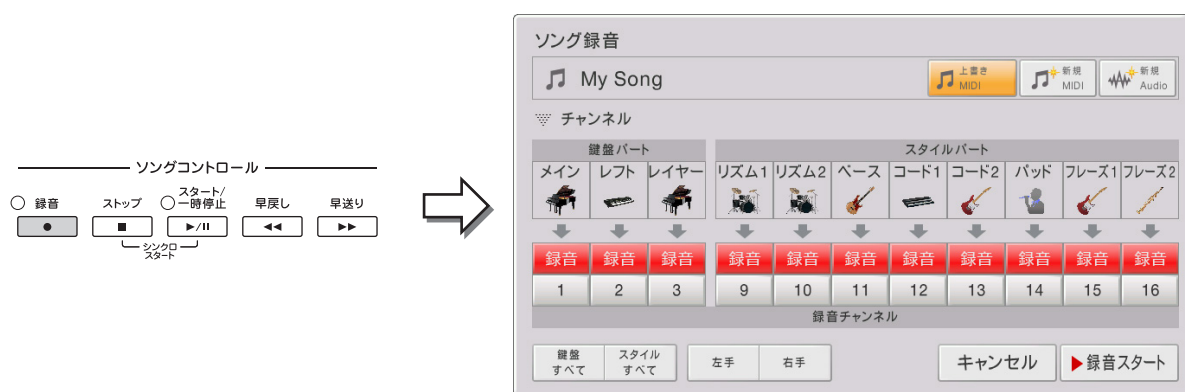 ソングコントロール
録音
ストップ
スタート/
一時停止
早戻し
早送り
シンクロ
スタート
ソング録音
My Song
上書き
MIDI
新規
MIDI
新規
Audio
チャンネル
鍵盤パート
スタイルパート
メイン レフト レイヤー リズム1 リズム2 ベース コード1 コード2 パッド フレーズ1 フレーズ2
録音 録音 録音 録音 録音 録音 録音 録音 録音 録音 録音
1 2 3 9 10 11 12 13 14 15 16
録音チャンネル
鍵盤
すべて
スタイル
すべて
左手
右手
キャンセル
録音スタート